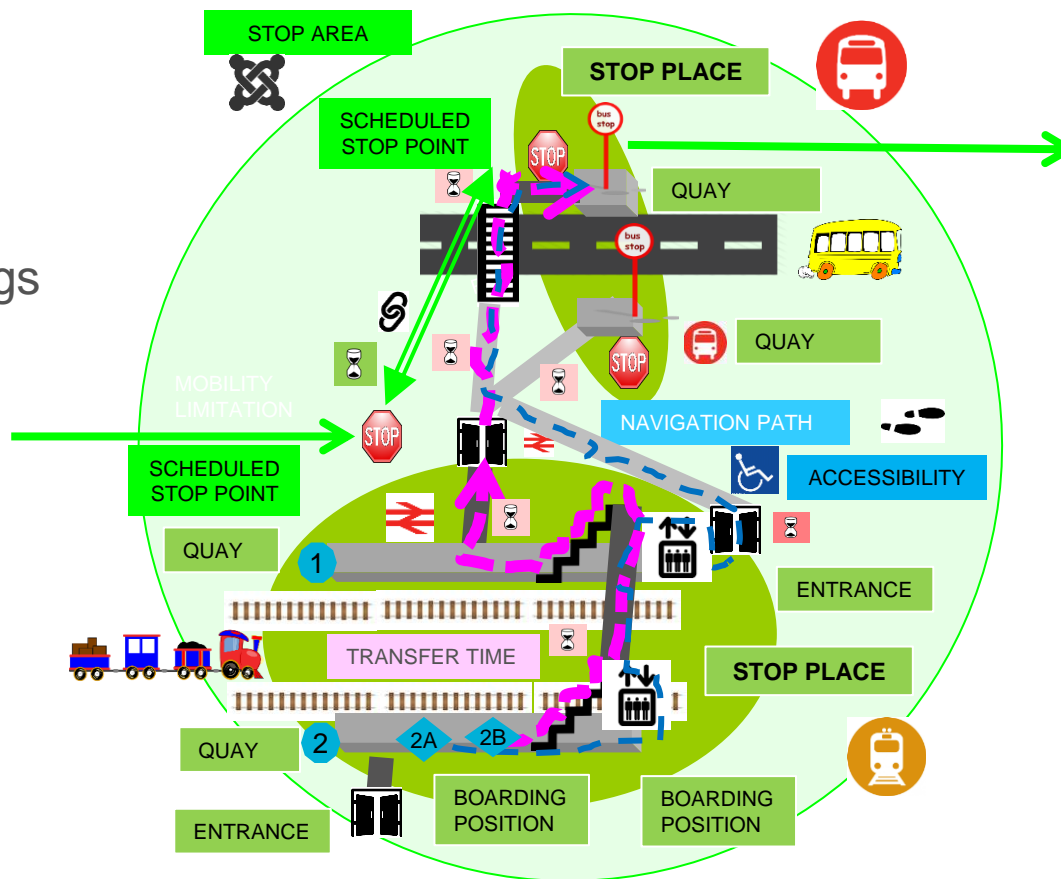 STOP AREA
STOP PLACE
SCHEDULED
STOP POINT
bus
stop
STOP
QUAY
bus
stop
gs
QUAY
STOP
MOBILITY
LIMITATION
STOP
NAVIGATION PATH
SCHEDULED
STOP POINT
ACCESSIBILITY
QUAY
1
ENTRANCE
TRANSFER TIME
STOP PLACE
QUAY
2
2A
2B
BOARDING
POSITION
BOARDING
POSITION
ENTRANCE